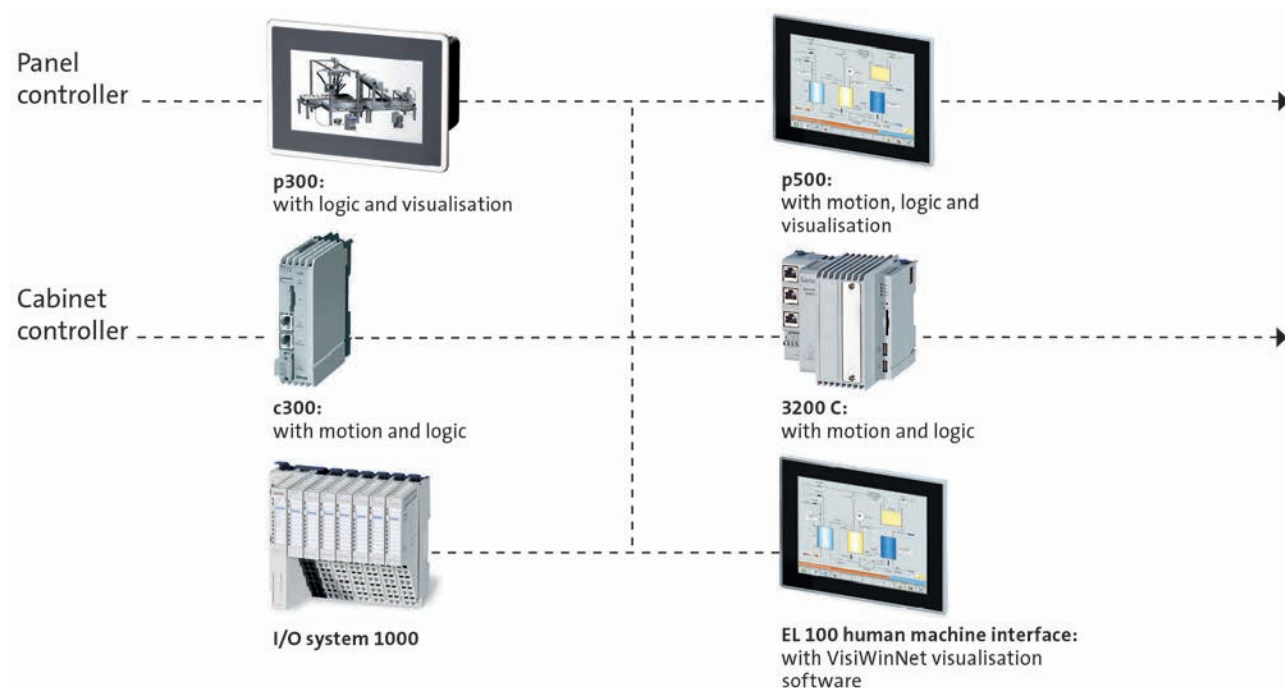 Panel
controller
p300:
with logic and visualisation
p500:
with motion, logic and
visualisation
Cabinet
controller
c300:
with motion and logic
3200 C:
with motion and logic
I/O system 1000
EL 100 human machine interface:
with VisiWinNet visualisation
software